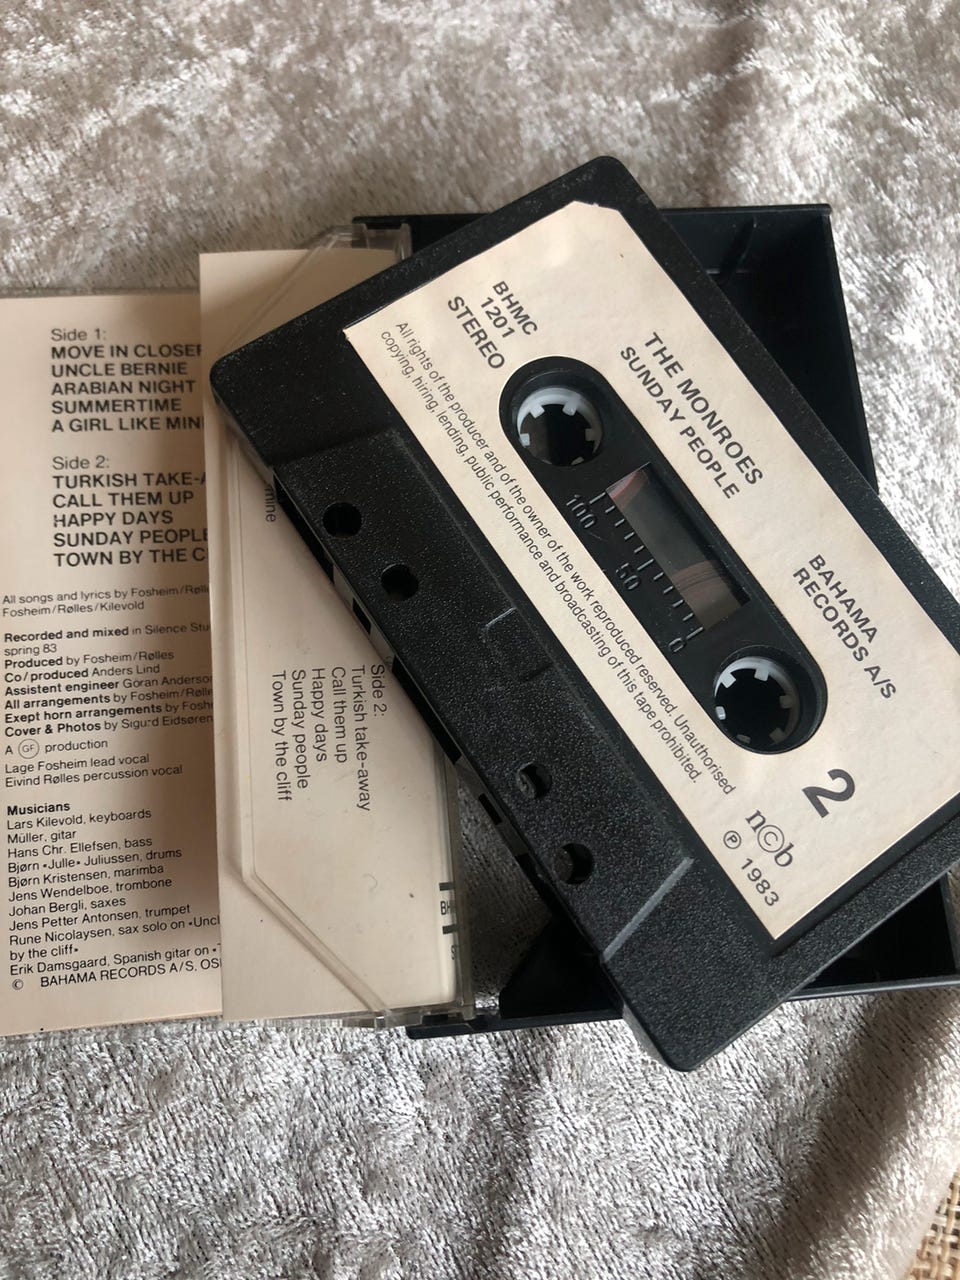 Side 1:
MOVE IN CLOSER
UNCLE BERNIE
ARABIAN NIGHT
SUMMERTIME
A GIRL LIKE MIN
Side 2:
TURKISH TAKE-A
CALL THEM UP
HAPPY DAYS
SUNDAY PEOPLE
TOWN BY THE C
All songs and lyrics by Fosheim/Rølle
Fosheim/Rølles/Kilevold
Recorded and mixed in Silence Stu
spring 83
Produced by Fosheim/Rølles
Co/produced Anders Lind
Assistent engineer Göran Anderso
All arrangements by Fosheim/Rølle
Exept horn arrangements by Fosh
Cover & Photos by Sigurd Eidsøren
A GF production
Lage Fosheim lead vocal
Eivind Rølles percussion vocal
Musicians
Lars Kilevold, keyboards
Müller, gitar
Hans Chr. Ellefsen, bass
Bjørn «Julle» Juliussen, drums
Bjørn Kristensen, marimba
Jens Wendelboe, trombone
Johan Bergli, saxes
Jens Petter Antonsen, trumpet
Rune Nicolaysen, sax solo on «Uncl
by the cliff»
Erik Damsgaard, Spanish gitar on «T
© BAHAMA RECORDS A/S. OS
mine
Side 2:
Turkish take-away
Call them up
Happy days
Sunday people
Town by the cliff
BH
BHMC
1201
STEREO
THE MONROES
SUNDAY PEOPLE
BAHAMA
RECORDS A/S
All rights of the producer and of the owner of the work reproduced reserved. Unauthorised
copying, hiring, lending, public performance and broadcasting of this tape prohibited.
100 50 0
2
n©b
℗ 1983